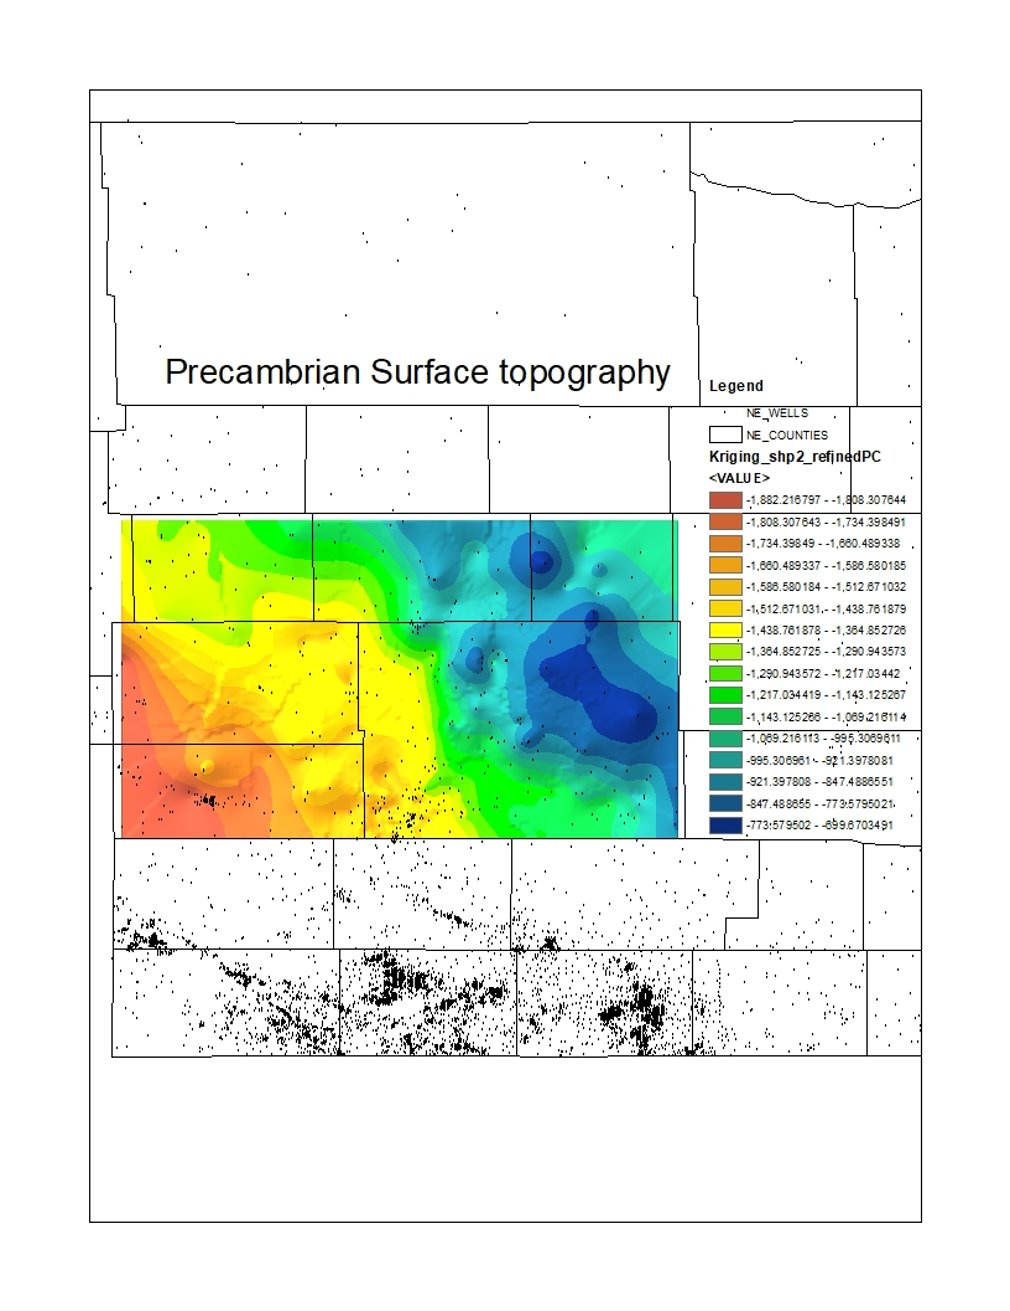 Precambrian Surface topography
Legend
NE_WELLS
NE_COUNTIES
Kriging_shp2_refinedPC
<VALUE>
-1,882.216797 - -1,808.307644
-1,808.307643 - -1,734.398491
-1,734.39849 - -1,660.489338
-1,660.489337 - -1,586.580185
-1,586.580184 - -1,512.671032
-1,512.671031 - -1,438.761879
-1,438.761878 - -1,364.852726
-1,364.852725 - -1,290.943573
-1,290.943572 - -1,217.03442
-1,217.034419 - -1,143.125267
-1,143.125266 - -1,069.216114
-1,069.216113 - -995.3069611
-995.306961 - -921.3978081
-921.397808 - -847.4886551
-847.488655 - -773.5795021
-773.579502 - -699.6703491